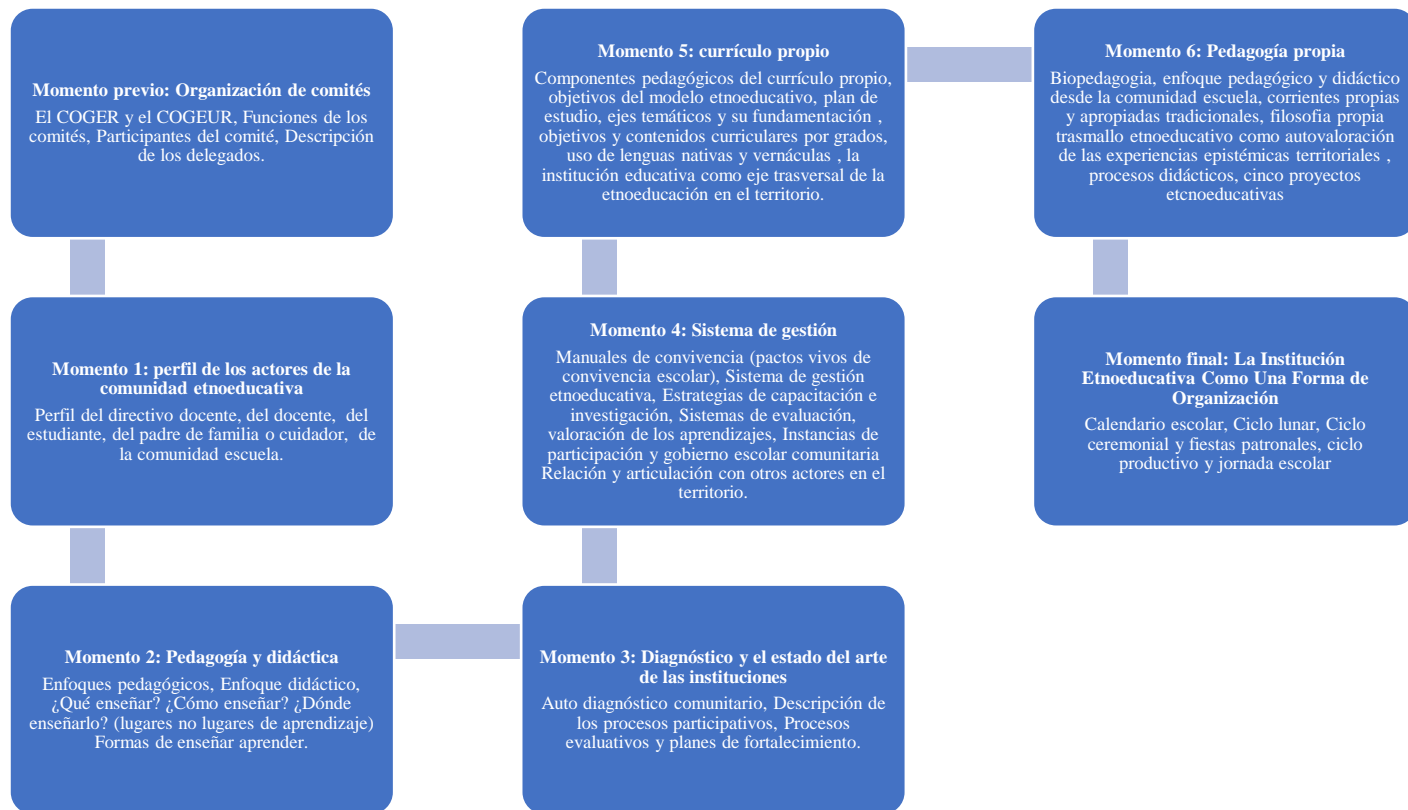 Momento previo: Organización de comités
El COGER y el COGEUR, Funciones de los
comités, Participantes del comité, Descripción
de los delegados.
Momento 1: perfil de los actores de la
comunidad etnoeducativa
Perfil del directivo docente, del docente, del
estudiante, del padre de familia o cuidador, de
la comunidad escuela.
Momento 2: Pedagogía y didáctica
Enfoques pedagógicos, Enfoque didáctico,
¿Qué enseñar? ¿Cómo enseñar? ¿Dónde
enseñarlo? (lugares no lugares de aprendizaje)
Formas de enseñar aprender.
Momento 3: Diagnóstico y el estado del arte
de las instituciones
Auto diagnóstico comunitario, Descripción de
los procesos participativos, Procesos
evaluativos y planes de fortalecimiento.
Momento 4: Sistema de gestión
Manuales de convivencia (pactos vivos de
convivencia escolar), Sistema de gestión
etnoeducativa, Estrategias de capacitación e
investigación, Sistemas de evaluación,
valoración de los aprendizajes, Instancias de
participación y gobierno escolar comunitaria
Relación y articulación con otros actores en el
territorio.
Momento 5: currículo propio
Componentes pedagógicos del currículo propio,
objetivos del modelo etnoeducativo, plan de
estudio, ejes temáticos y su fundamentación ,
objetivos y contenidos curriculares por grados,
uso de lenguas nativas y vernáculas , la
institución educativa como eje trasversal de la
etnoeducación en el territorio.
Momento 6: Pedagogía propia
Biopedagogia, enfoque pedagógico y didáctico
desde la comunidad escuela, corrientes propias
y apropiadas tradicionales, filosofia propia
trasmallo etnoeducativo como autovaloración
de las experiencias epistémicas territoriales ,
procesos didácticos, cinco proyectos
etcnoeducativas
Momento final: La Institución
Etnoeducativa Como Una Forma de
Organización
Calendario escolar, Ciclo lunar, Ciclo
ceremonial y fiestas patronales, ciclo
productivo y jornada escolar